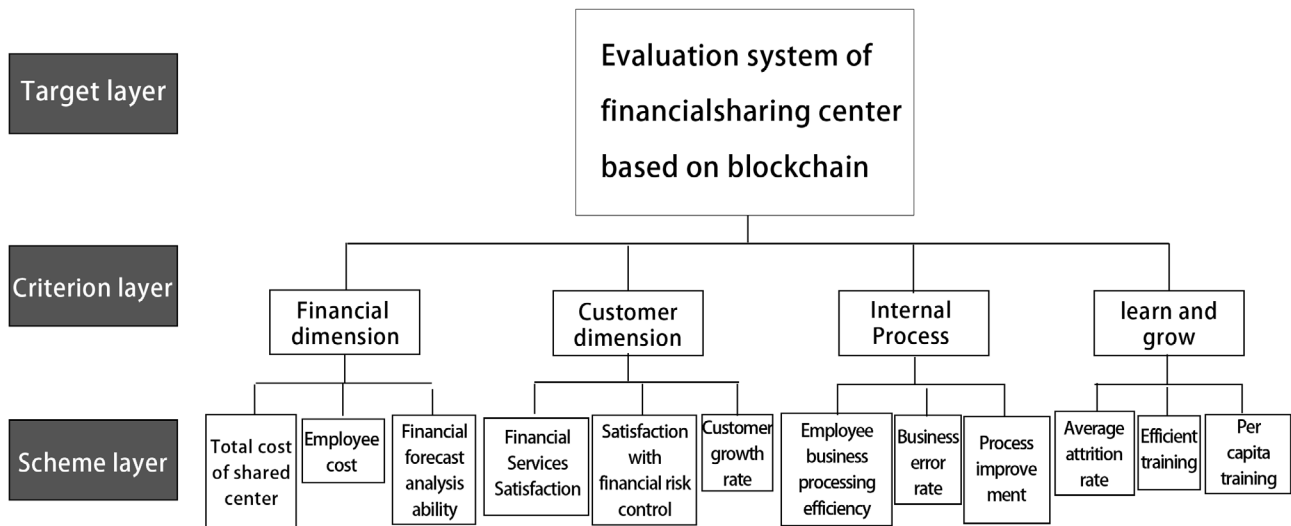 Target layer
Evaluation system of
financialsharing center
based on blockchain
Criterion layer
Financial
dimension
Customer
dimension
Internal
Process
learn and
grow
Scheme layer
Total cost
of shared
center
Employee
cost
Financial
forecast
analysis
ability
Financial
Services
Satisfaction
Satisfaction
with
financial risk
control
Customer
growth
rate
Employee
business
processing
efficiency
Business
error
rate
Process
improve
ment
Average
attrition
rate
Efficient
training
Per
capita
training